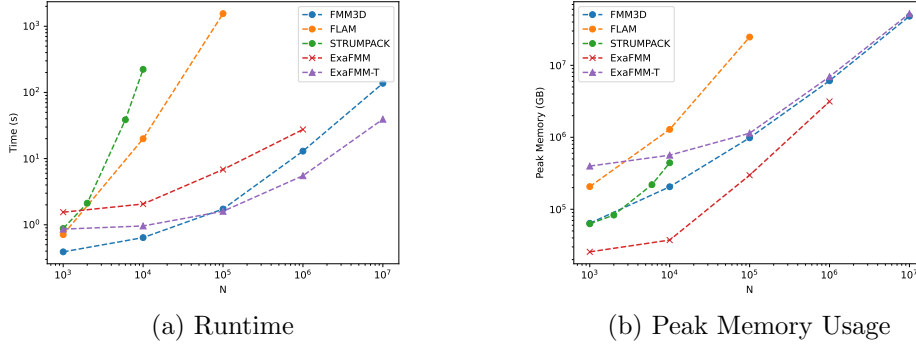 10³
10²
10¹
10⁰
Time (s)
10³
10⁴
10⁵
10⁶
10⁷
N
FMM3D
FLAM
STRUMPACK
ExaFMM
ExaFMM-T
(a) Runtime
10⁷
10⁶
10⁵
Peak Memory (GB)
10³
10⁴
10⁵
10⁶
10⁷
N
FMM3D
FLAM
STRUMPACK
ExaFMM
ExaFMM-T
(b) Peak Memory Usage